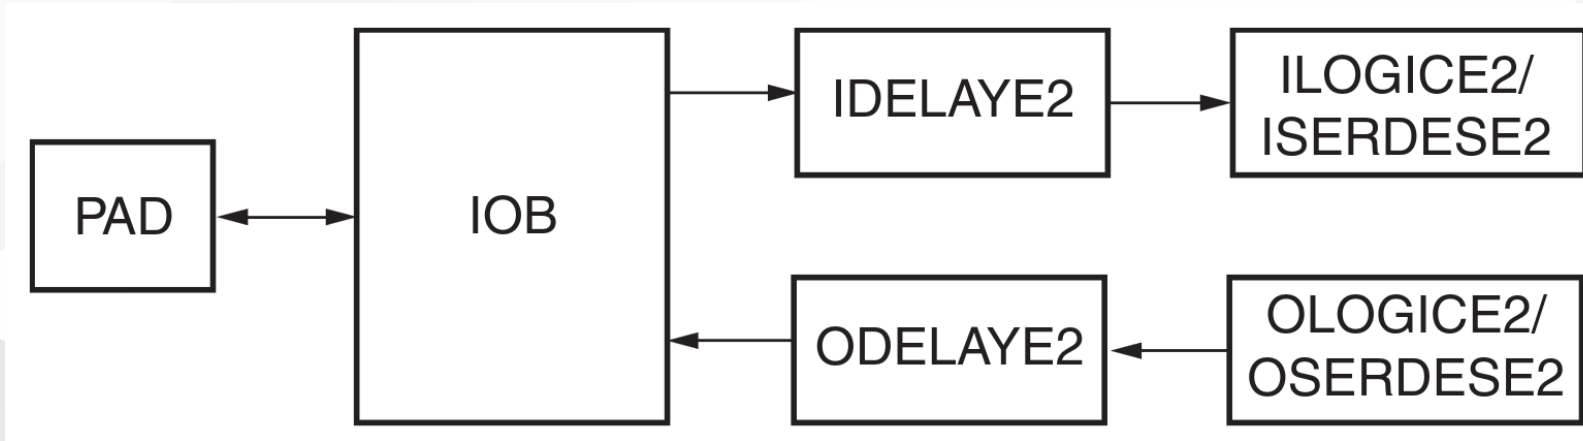 PAD
IOB
IDELAYE2
ILOGICE2/
ISERDESE2
ODELAYE2
OLOGICE2/
OSERDESE2